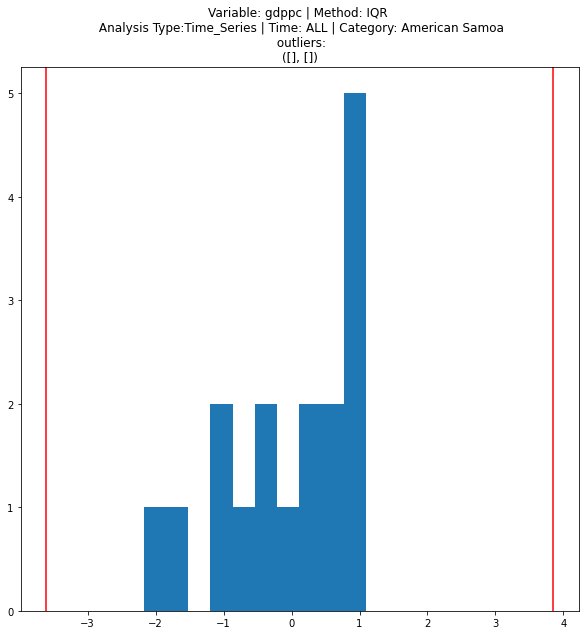 Variable: gdppc | Method: IQR
Analysis Type:Time_Series | Time: ALL | Category: American Samoa
outliers:
([], [])
5
4
3
2
1
0
−3 −2 −1 0 1 2 3 4